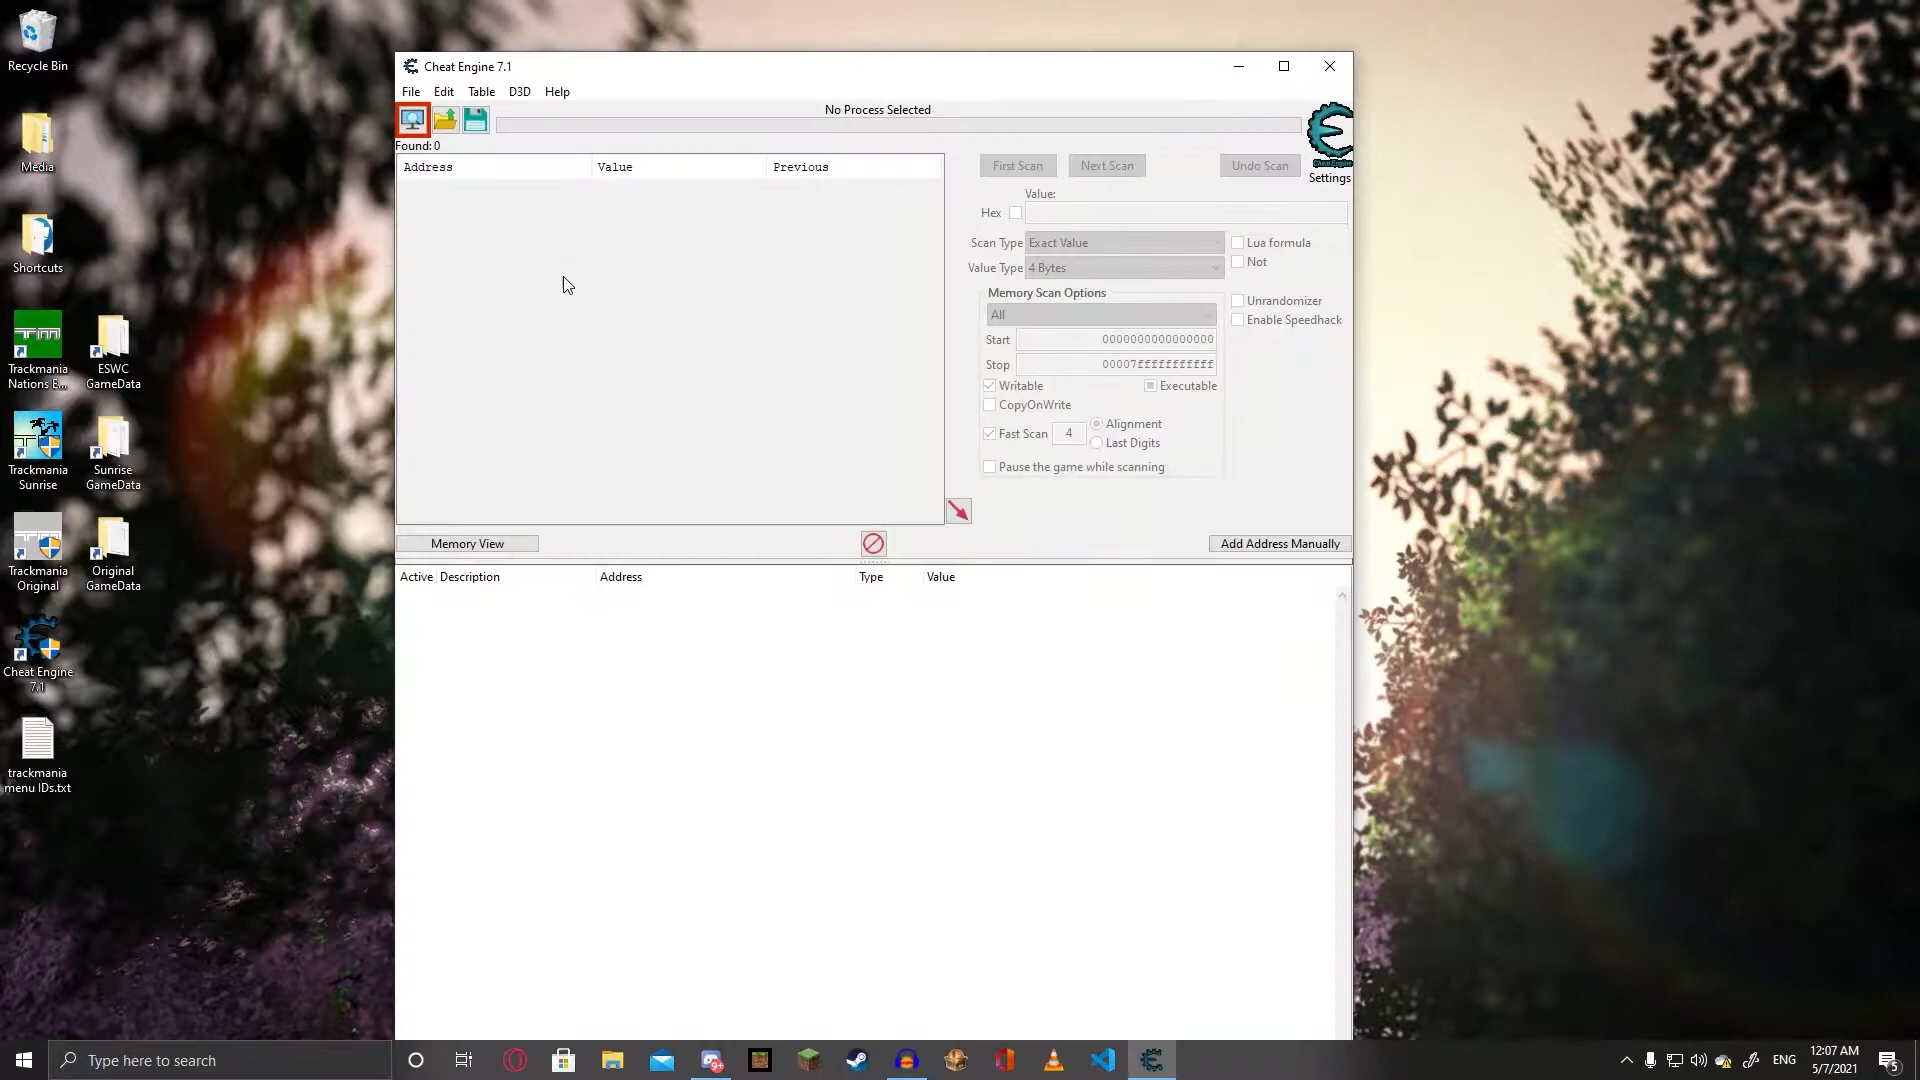 Recycle Bin
Media
Shortcuts
Trackmania
Nations E...
ESWC
GameData
Trackmania
Sunrise
Sunrise
GameData
Trackmania
Original
Original
GameData
Cheat Engine
7.1
trackmania
menu IDs.txt
Cheat Engine 7.1
File Edit Table D3D Help
No Process Selected
Found: 0
Address Value Previous
First Scan Next Scan Undo Scan
Cheat Engine
Settings
Value:
Hex
Scan Type Exact Value Lua formula
Not
Value Type 4 Bytes
Memory Scan Options
All
Unrandomizer
Enable Speedhack
Start 0000000000000000
Stop 00007fffffffffff
Writable Executable
CopyOnWrite
Fast Scan 4 Alignment
Last Digits
Pause the game while scanning
Memory View Add Address Manually
Active Description Address Type Value
Type here to search
9+
ENG
12:07 AM
5/7/2021
5